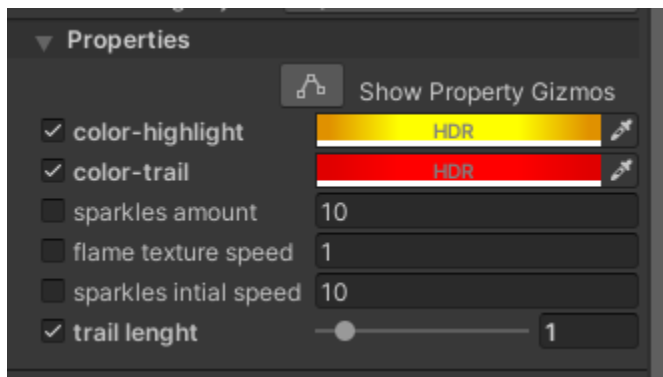 Properties
Show Property Gizmos
color-highlight HDR
color-trail HDR
sparkles amount 10
flame texture speed 1
sparkles intial speed 10
trail lenght 1